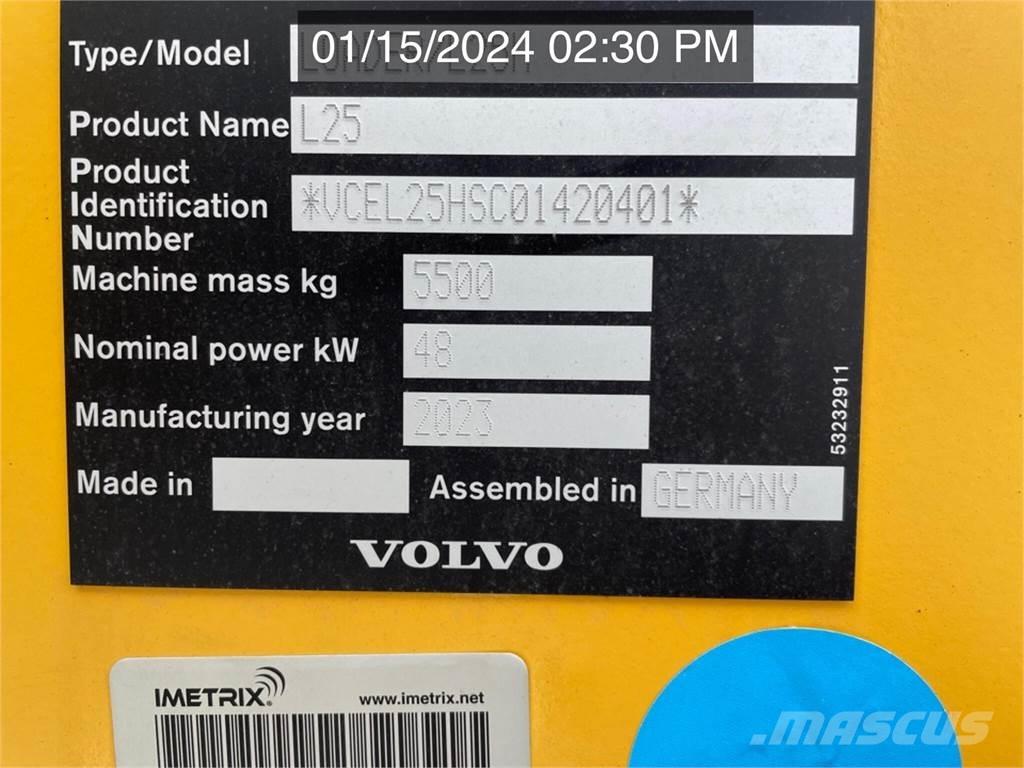 01/15/2024 02:30 PM
Type/Model
Product Name L25
Product
Identification *VCEL25HSC01420401*
Number
Machine mass kg 5500
Nominal power kW 48
Manufacturing year 2023
Made in Assembled in GERMANY
53232911
VOLVO
IMETRIX® www.imetrix.net
MASCUS